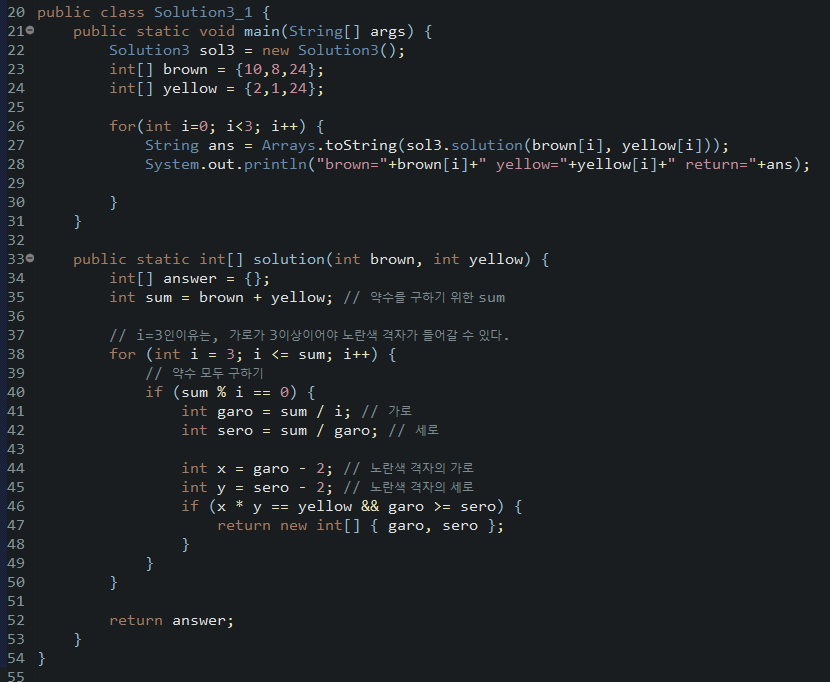 20 public class Solution3_1 {
21 public static void main(String[] args) {
22 Solution3 sol3 = new Solution3();
23 int[] brown = {10,8,24};
24 int[] yellow = {2,1,24};
25
26 for(int i=0; i<3; i++) {
27 String ans = Arrays.toString(sol3.solution(brown[i], yellow[i]));
28 System.out.println("brown="+brown[i]+" yellow="+yellow[i]+" return="+ans);
29
30 }
31 }
32
33 public static int[] solution(int brown, int yellow) {
34 int[] answer = {};
35 int sum = brown + yellow; // 약수를 구하기 위한 sum
36
37 // i=3인이유는, 가로가 3이상이어야 노란색 격자가 들어갈 수 있다.
38 for (int i = 3; i <= sum; i++) {
39 // 약수 모두 구하기
40 if (sum % i == 0) {
41 int garo = sum / i; // 가로
42 int sero = sum / garo; // 세로
43
44 int x = garo - 2; // 노란색 격자의 가로
45 int y = sero - 2; // 노란색 격자의 세로
46 if (x * y == yellow && garo >= sero) {
47 return new int[] { garo, sero };
48 }
49 }
50 }
51
52 return answer;
53 }
54 }
55